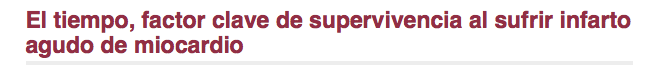 El tiempo, factor clave de supervivencia al sufrir infarto
agudo de miocardio